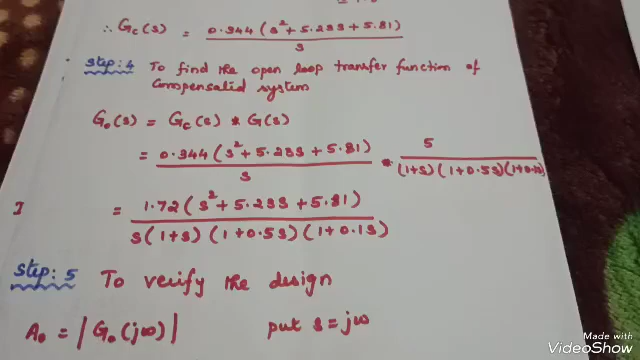 ∴ Gc(s) = 0.344(s²+5.23s+5.81) / s
Step:4 To find the open loop transfer function of
Compensated system
G₀(s) = Gc(s) * G(s)
= 0.344(s²+5.23s+5.81) / s * 5 / (1+s)(1+0.5s)(1+0.1s)
I = 1.72(s²+5.23s+5.81) / s(1+s)(1+0.5s)(1+0.1s)
Step:5 To verify the design
A₀ = |G₀(jω)| put s=jω
Made with
VideoShow